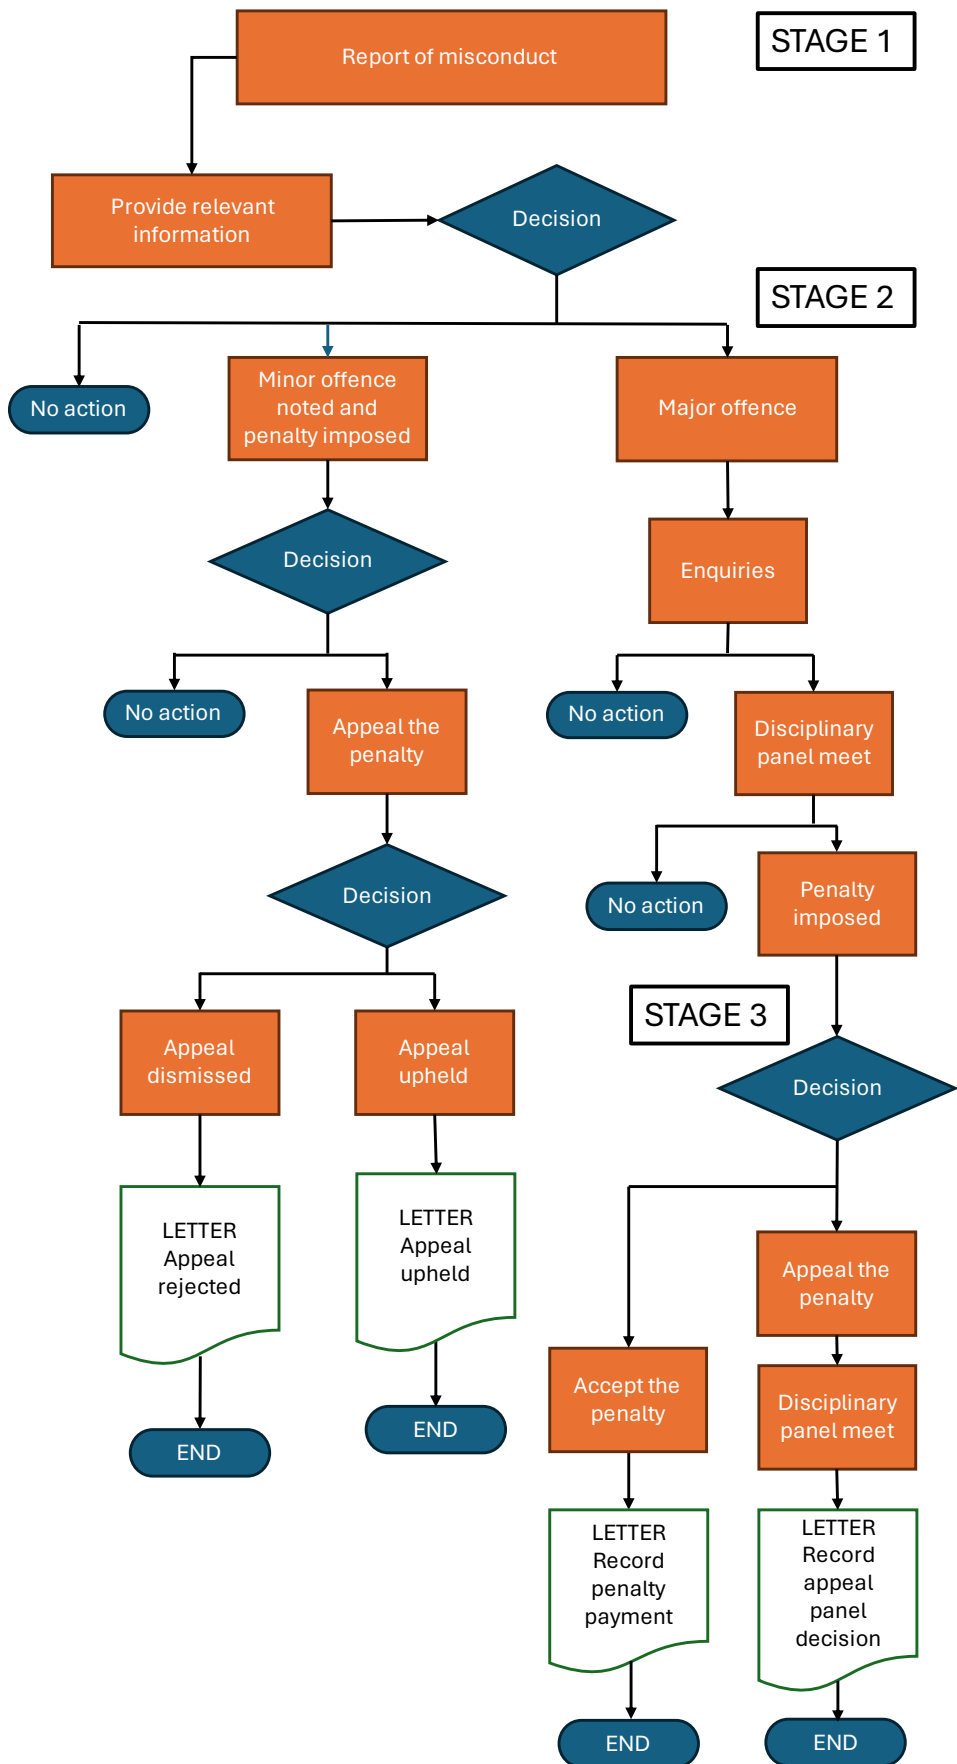 Report of misconduct
STAGE 1
Provide relevant
information
Decision
STAGE 2
No action
Minor offence
noted and
penalty imposed
Major offence
Decision
Enquiries
No action
Appeal the
penalty
No action
Disciplinary
panel meet
Decision
No action
Penalty
imposed
STAGE 3
Appeal
dismissed
Appeal
upheld
Decision
LETTER
Appeal
rejected
LETTER
Appeal
upheld
Appeal the
penalty
Accept the
penalty
Disciplinary
panel meet
END
END
LETTER
Record
penalty
payment
LETTER
Record
appeal
panel
decision
END
END